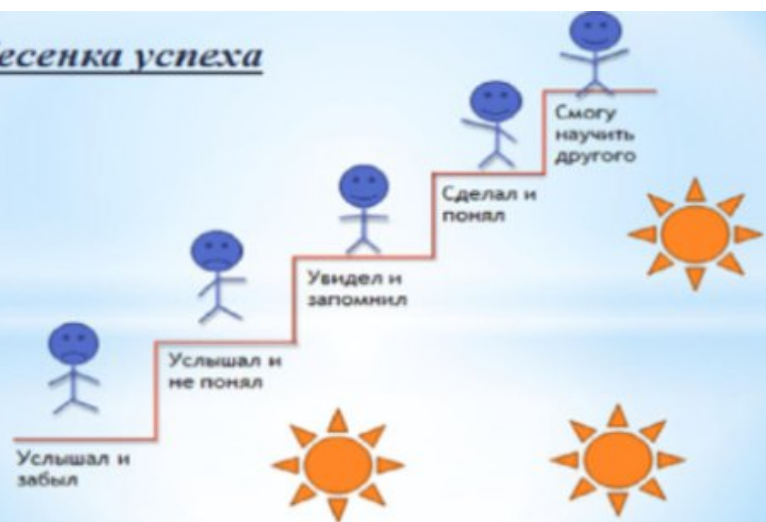 есенка успеха
Смогу
научить
другого
Сделал и
понял
Увидел и
запомнил
Услышал и
не понял
Услышал и
забыл